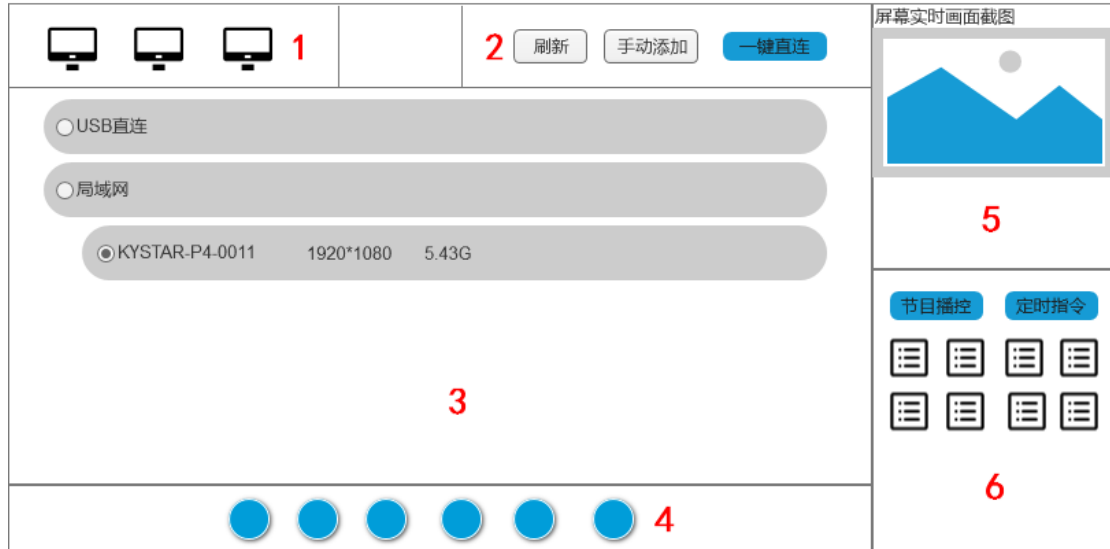 屏幕实时画面截图
1
2
刷新
手动添加
一键直连
USB直连
局域网
KYSTAR-P4-0011 1920*1080 5.43G
3
4
5
节目播控
定时指令
6